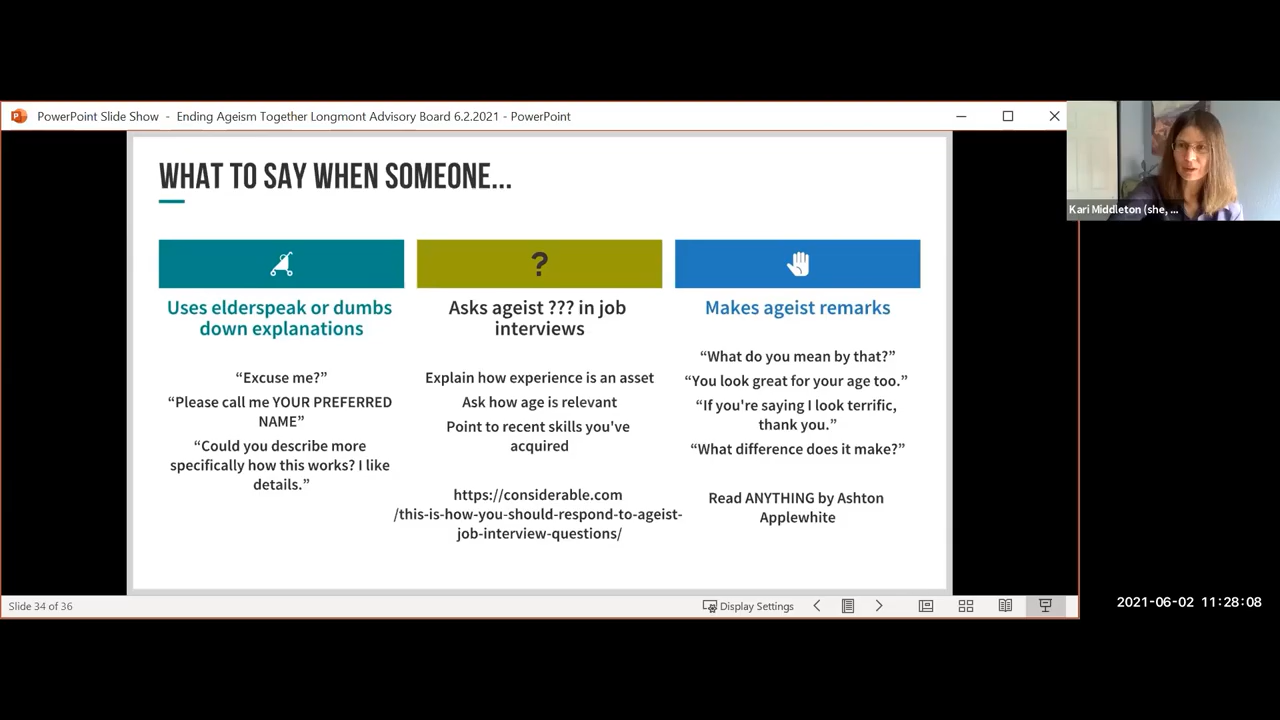 PowerPoint Slide Show - Ending Ageism Together Longmont Advisory Board 6.2.2021 - PowerPoint
WHAT TO SAY WHEN SOMEONE...
Uses elderspeak or dumbs
down explanations
“Excuse me?”
“Please call me YOUR PREFERRED
NAME”
“Could you describe more
specifically how this works? I like
details.”
?
Asks ageist ??? in job
interviews
Explain how experience is an asset
Ask how age is relevant
Point to recent skills you've
acquired
https://considerable.com
/this-is-how-you-should-respond-to-ageist-
job-interview-questions/
Makes ageist remarks
“What do you mean by that?”
“You look great for your age too.”
“If you're saying I look terrific,
thank you.”
“What difference does it make?”
Read ANYTHING by Ashton
Applewhite
Kari Middleton (she, ...
Slide 34 of 36
Display Settings
2021-06-02 11:28:08